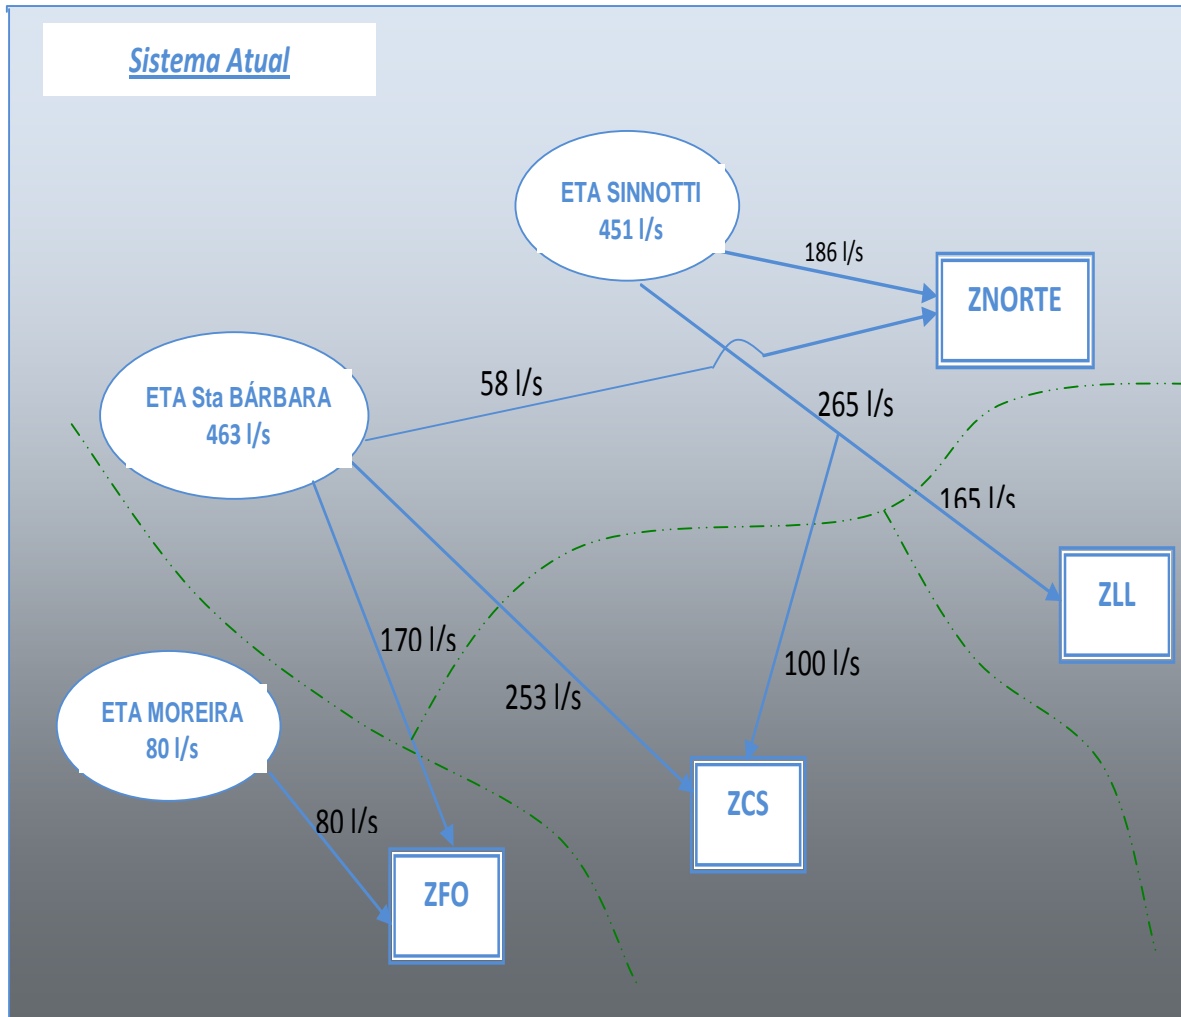 Sistema Atual
ETA SINNOTTI
451 l/s
186 l/s
ZNORTE
ETA Sta BÁRBARA
463 l/s
58 l/s
265 l/s
165 l/s
ZLL
170 l/s
253 l/s
100 l/s
ETA MOREIRA
80 l/s
80 l/s
ZCS
ZFO